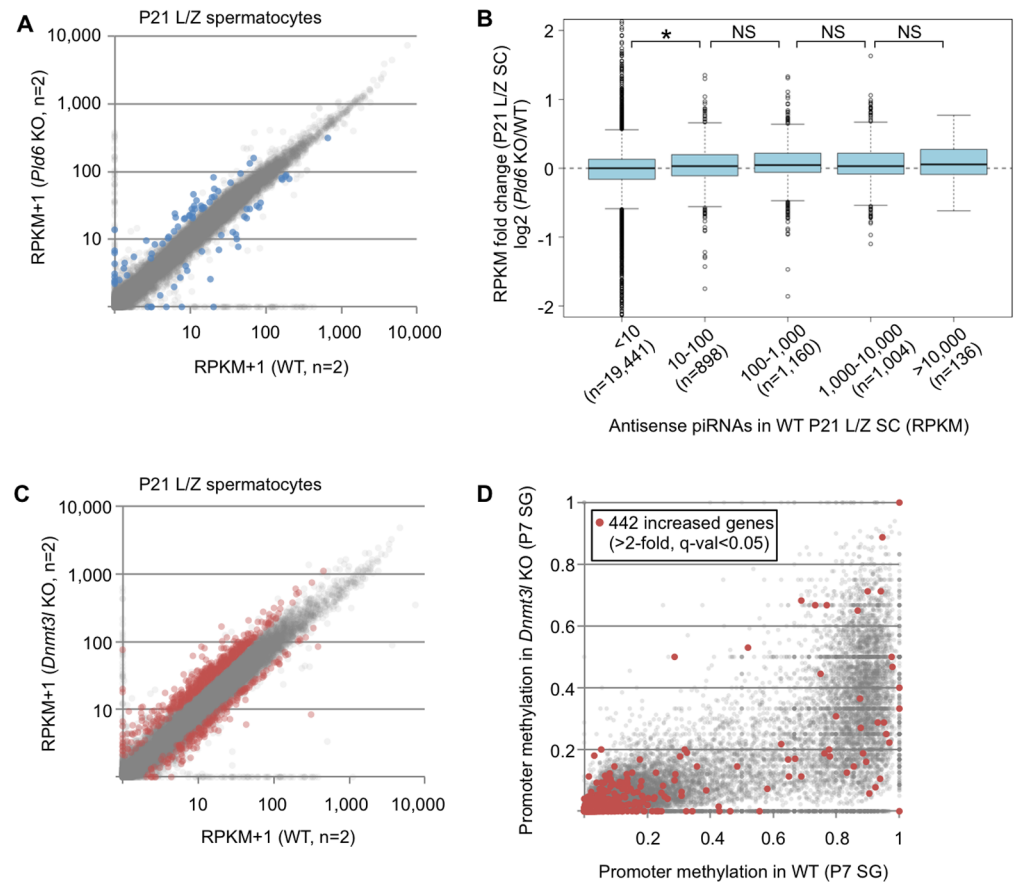 A
P21 L/Z spermatocytes
RPKM+1 (Pld6 KO, n=2)
10,000
1,000
100
10
10
100
1,000
10,000
RPKM+1 (WT, n=2)
B
RPKM fold change (P21 L/Z SC)
log2 (Pld6 KO/WT)
2
1
0
-1
-2
*
NS
NS
NS
<10
(n=19,441)
10-100
(n=898)
100-1,000
(n=1,160)
1,000-10,000
(n=1,004)
>10,000
(n=136)
Antisense piRNAs in WT P21 L/Z SC (RPKM)
C
P21 L/Z spermatocytes
RPKM+1 (Dnmt3l KO, n=2)
10,000
1,000
100
10
10
100
1,000
10,000
RPKM+1 (WT, n=2)
D
Promoter methylation in Dnmt3l KO (P7 SG)
1
0.8
0.6
0.4
0.2
442 increased genes
(>2-fold, q-val<0.05)
0.2
0.4
0.6
0.8
1
Promoter methylation in WT (P7 SG)